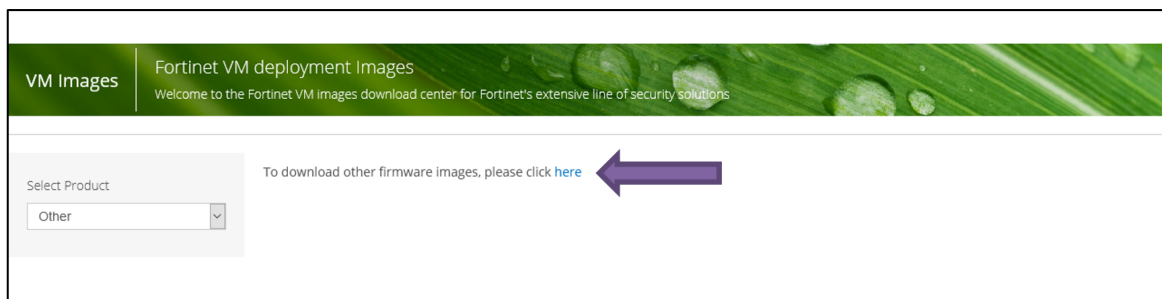 VM Images
Fortinet VM deployment Images
Welcome to the Fortinet VM images download center for Fortinet's extensive line of security solutions
Select Product
Other
To download other firmware images, please click here